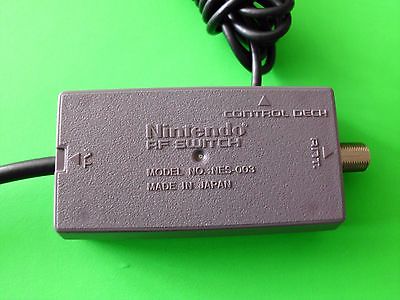 CONTROL DECK
Nintendo
RF SWITCH
MODEL NO.:NES-003
MADE IN JAPAN